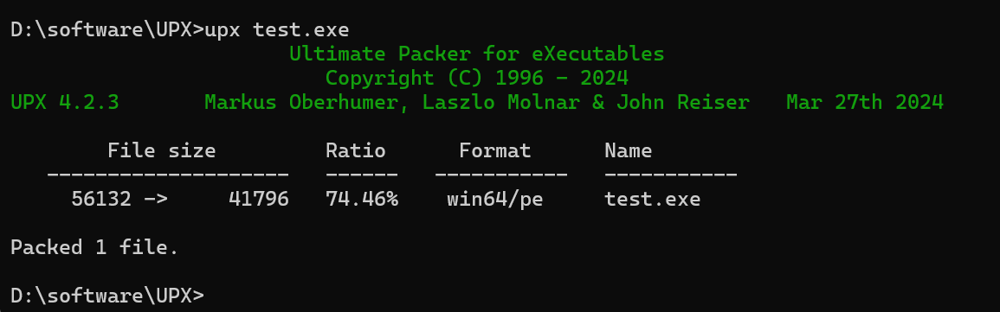 D:\software\UPX>upx test.exe
Ultimate Packer for eXecutables
Copyright (C) 1996 - 2024
UPX 4.2.3 Markus Oberhumer, Laszlo Molnar & John Reiser Mar 27th 2024
File size Ratio Format Name
-------------------- ------ ----------- -----------
56132 -> 41796 74.46% win64/pe test.exe
Packed 1 file.
D:\software\UPX>